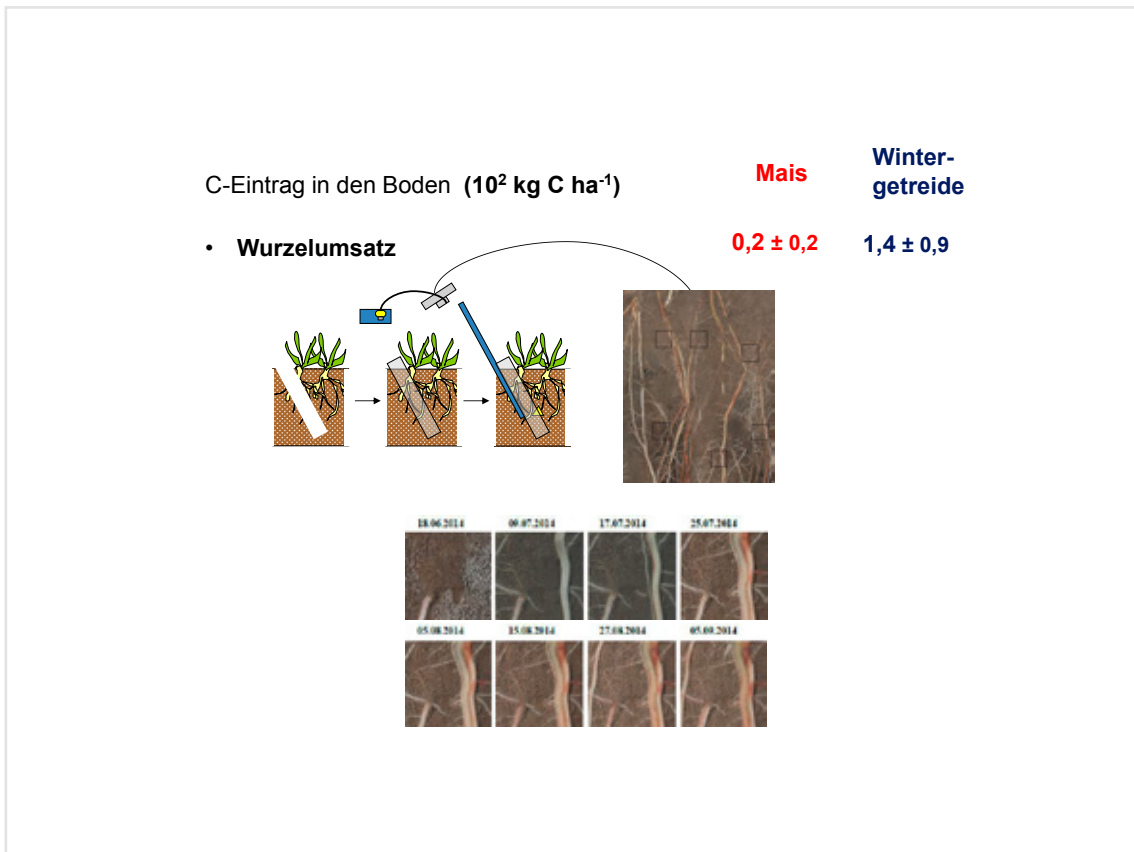 C-Eintrag in den Boden (10² kg C ha⁻¹)
Mais
Winter-
getreide
• Wurzelumsatz
0,2 ± 0,2
1,4 ± 0,9
18.06.2014 09.07.2014 17.07.2014 25.07.2014
05.08.2014 15.08.2014 27.08.2014 05.09.2014